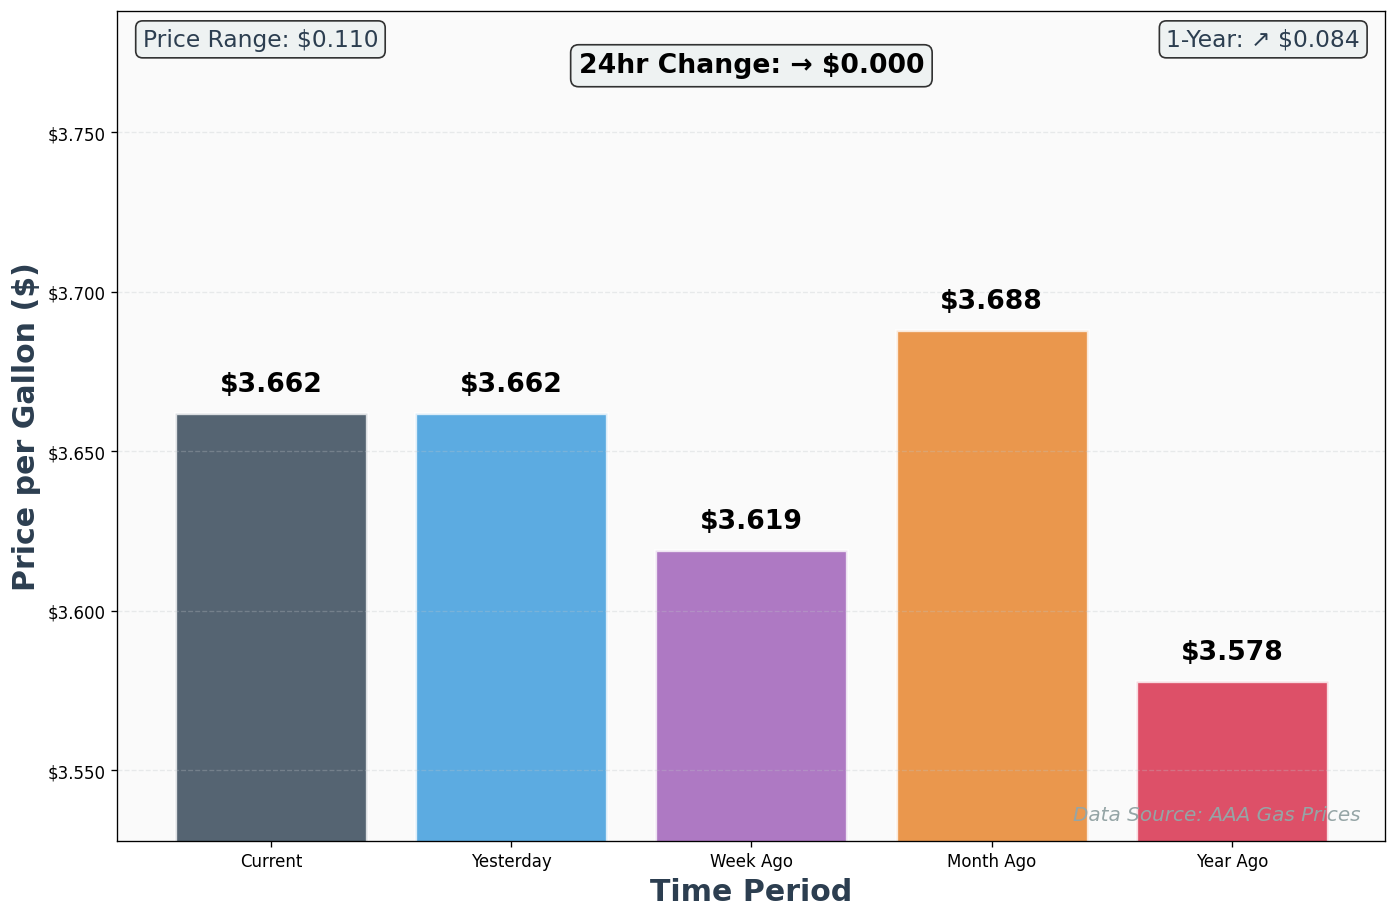 Price Range: $0.110
24hr Change: → $0.000
1-Year: ↗ $0.084
Price per Gallon ($)
$3.750
$3.700
$3.650
$3.600
$3.550
$3.662
$3.662
$3.619
$3.688
$3.578
Data Source: AAA Gas Prices
Current
Yesterday
Week Ago
Month Ago
Year Ago
Time Period